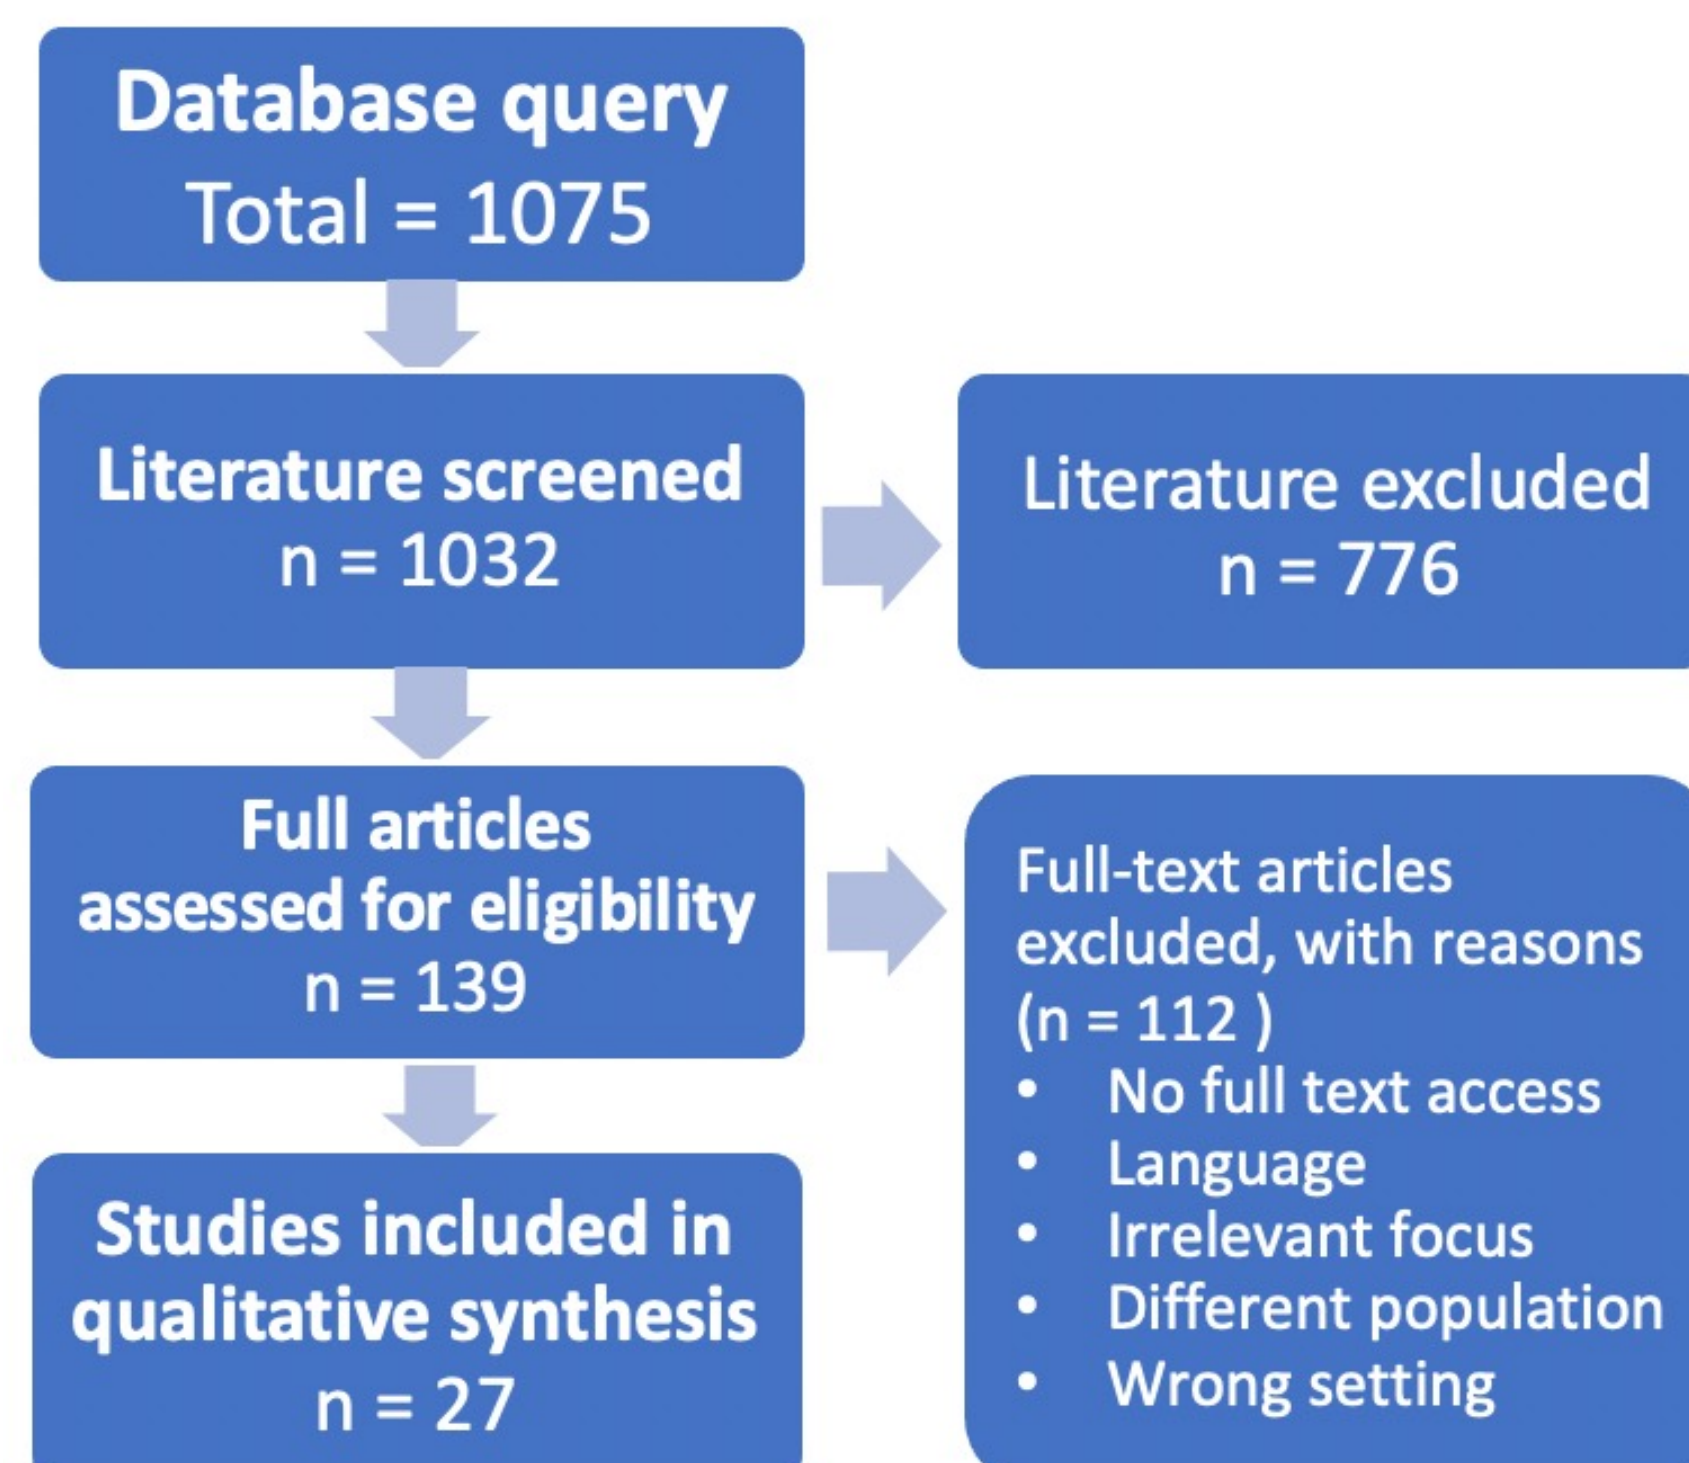 Database query
Total = 1075
Literature screened
n = 1032
Literature excluded
n = 776
Full articles
assessed for eligibility
n = 139
Full-text articles
excluded, with reasons
(n = 112 )
• No full text access
• Language
• Irrelevant focus
• Different population
• Wrong setting
Studies included in
qualitative synthesis
n = 27